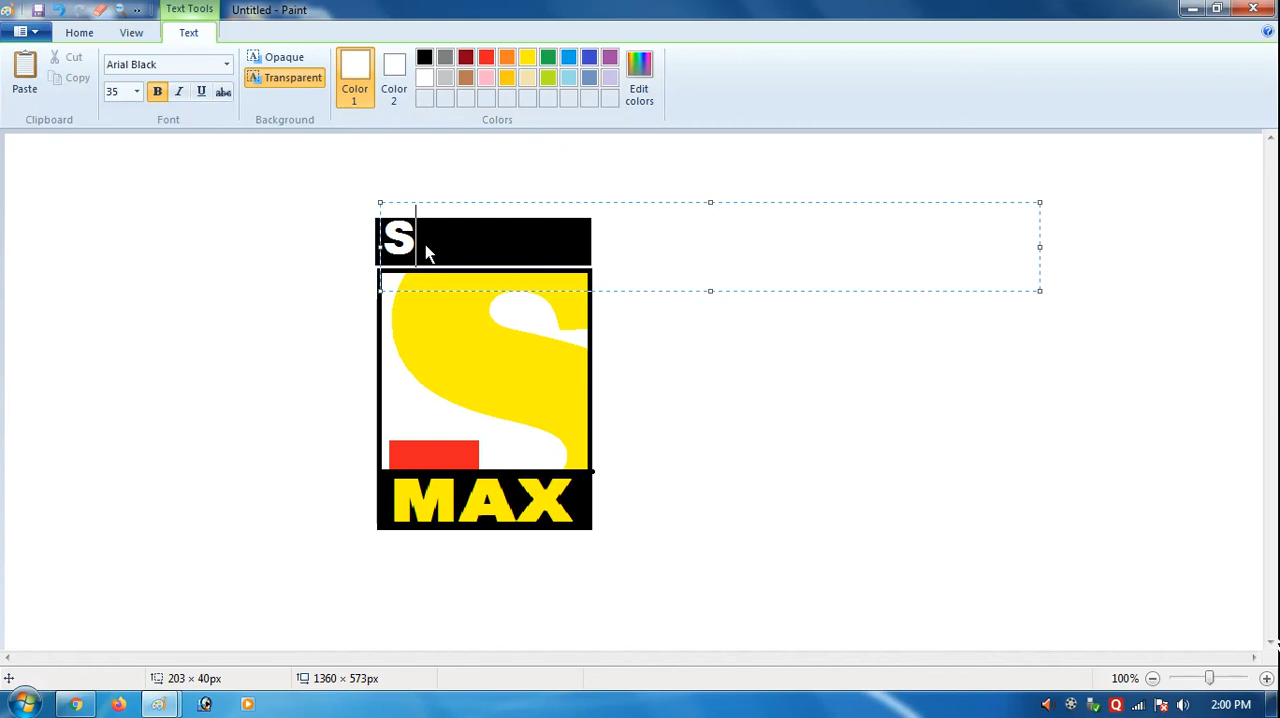 Text Tools
Untitled - Paint
Home
View
Text
Cut
Copy
Paste
Clipboard
Arial Black
35
B
I
U
abc
Font
Opaque
Transparent
Background
Color
1
Color
2
Edit
colors
Colors
S
S
MAX
203 × 40px
1360 × 573px
100%
2:00 PM